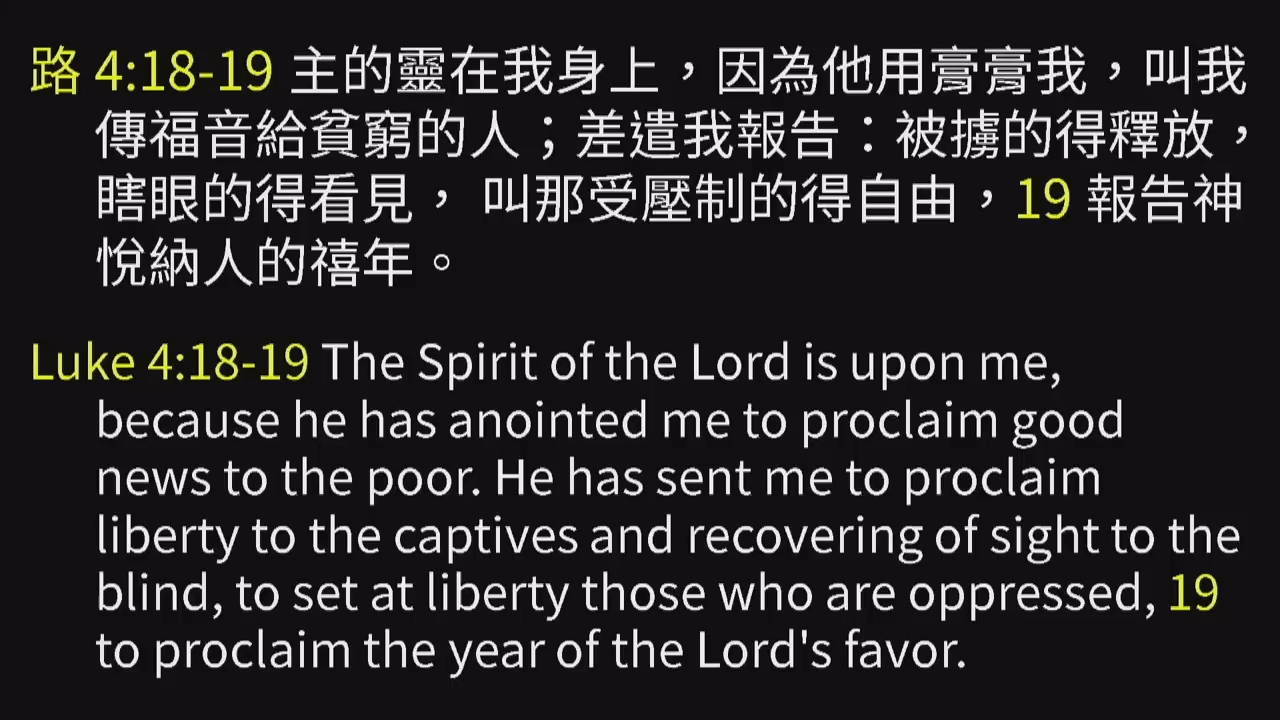 路 4:18-19 主的靈在我身上，因為他用膏膏我，叫我
傳福音給貧窮的人；差遣我報告：被擄的得釋放，
瞎眼的得看見， 叫那受壓制的得自由，19 報告神
悅納人的禧年。
Luke 4:18-19 The Spirit of the Lord is upon me,
because he has anointed me to proclaim good
news to the poor. He has sent me to proclaim
liberty to the captives and recovering of sight to the
blind, to set at liberty those who are oppressed, 19
to proclaim the year of the Lord's favor.